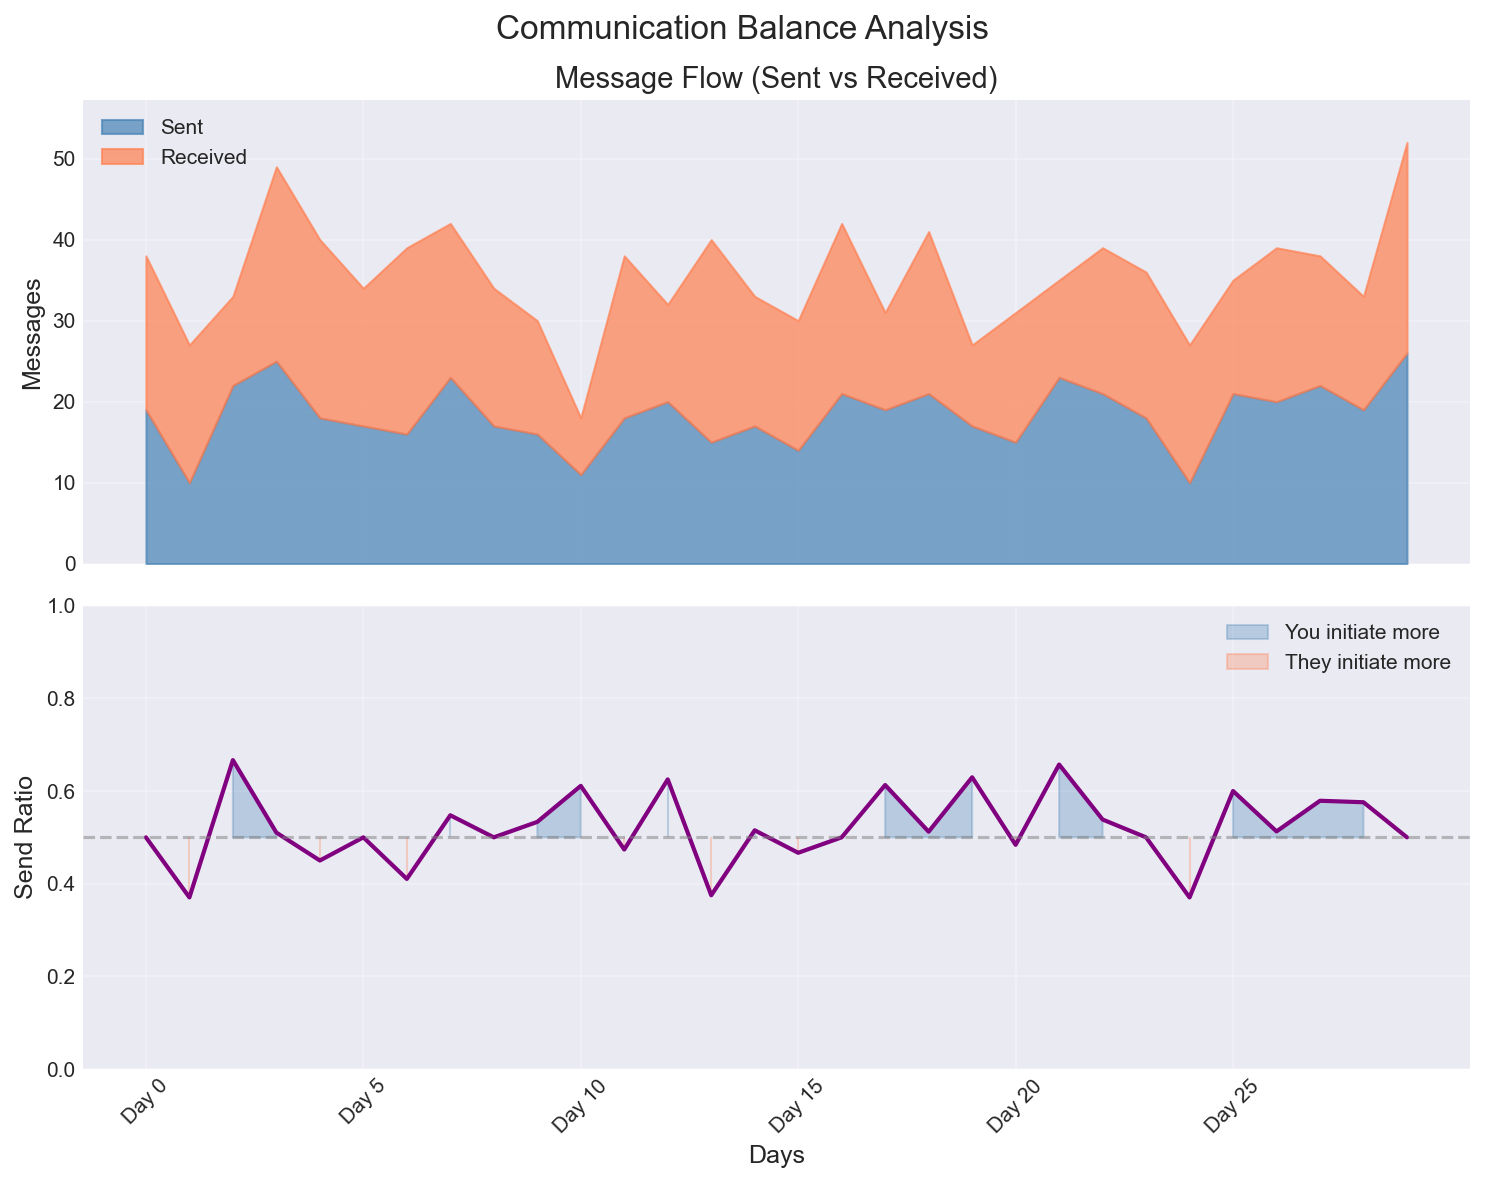 Communication Balance Analysis
Message Flow (Sent vs Received)
Sent
Received
Messages
50
40
30
20
10
0
You initiate more
They initiate more
Send Ratio
1.0
0.8
0.6
0.4
0.2
0.0
Day 0
Day 5
Day 10
Day 15
Day 20
Day 25
Days